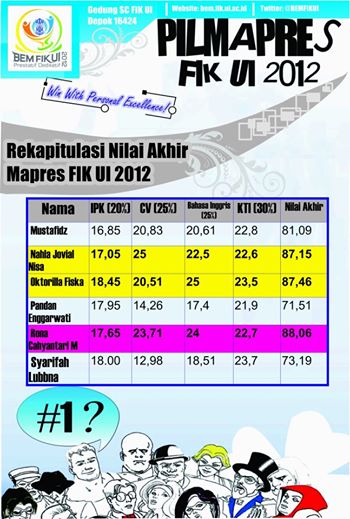 Gedung SC FIK UI
Depok 16424
Website: bem.fik.ui.ac.id
Twitter: @BEMFIKUI
BEM FIK UI 2012
Prestatif Dedikatif
PILMAPRES
FIK UI 2012
Win With Personal Excellence!
Rekapitulasi Nilai Akhir
Mapres FIK UI 2012
Nama IPK (20%) CV (25%) Bahasa Inggris (25%) KTI (30%) Nilai Akhir
Mustafidz 16,85 20,83 20,61 22,8 81,09
Nahla Jovial Nisa 17,05 25 22,5 22,6 87,15
Oktorilla Fiska 18,45 20,51 25 23,5 87,46
Pandan Enggarwati 17,95 14,26 17,4 21,9 71,51
Rona Cahyantari M 17,65 23,71 24 22,7 88,06
Syarifah Lubbna 18.00 12,98 18,51 23,7 73,19
#1 ?